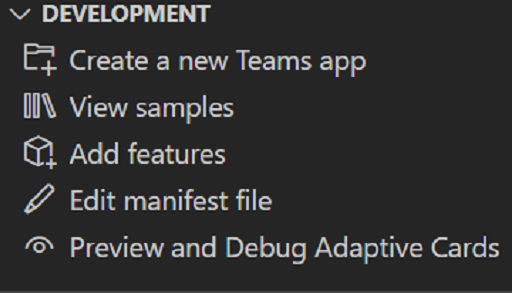 DEVELOPMENT
Create a new Teams app
View samples
Add features
Edit manifest file
Preview and Debug Adaptive Cards